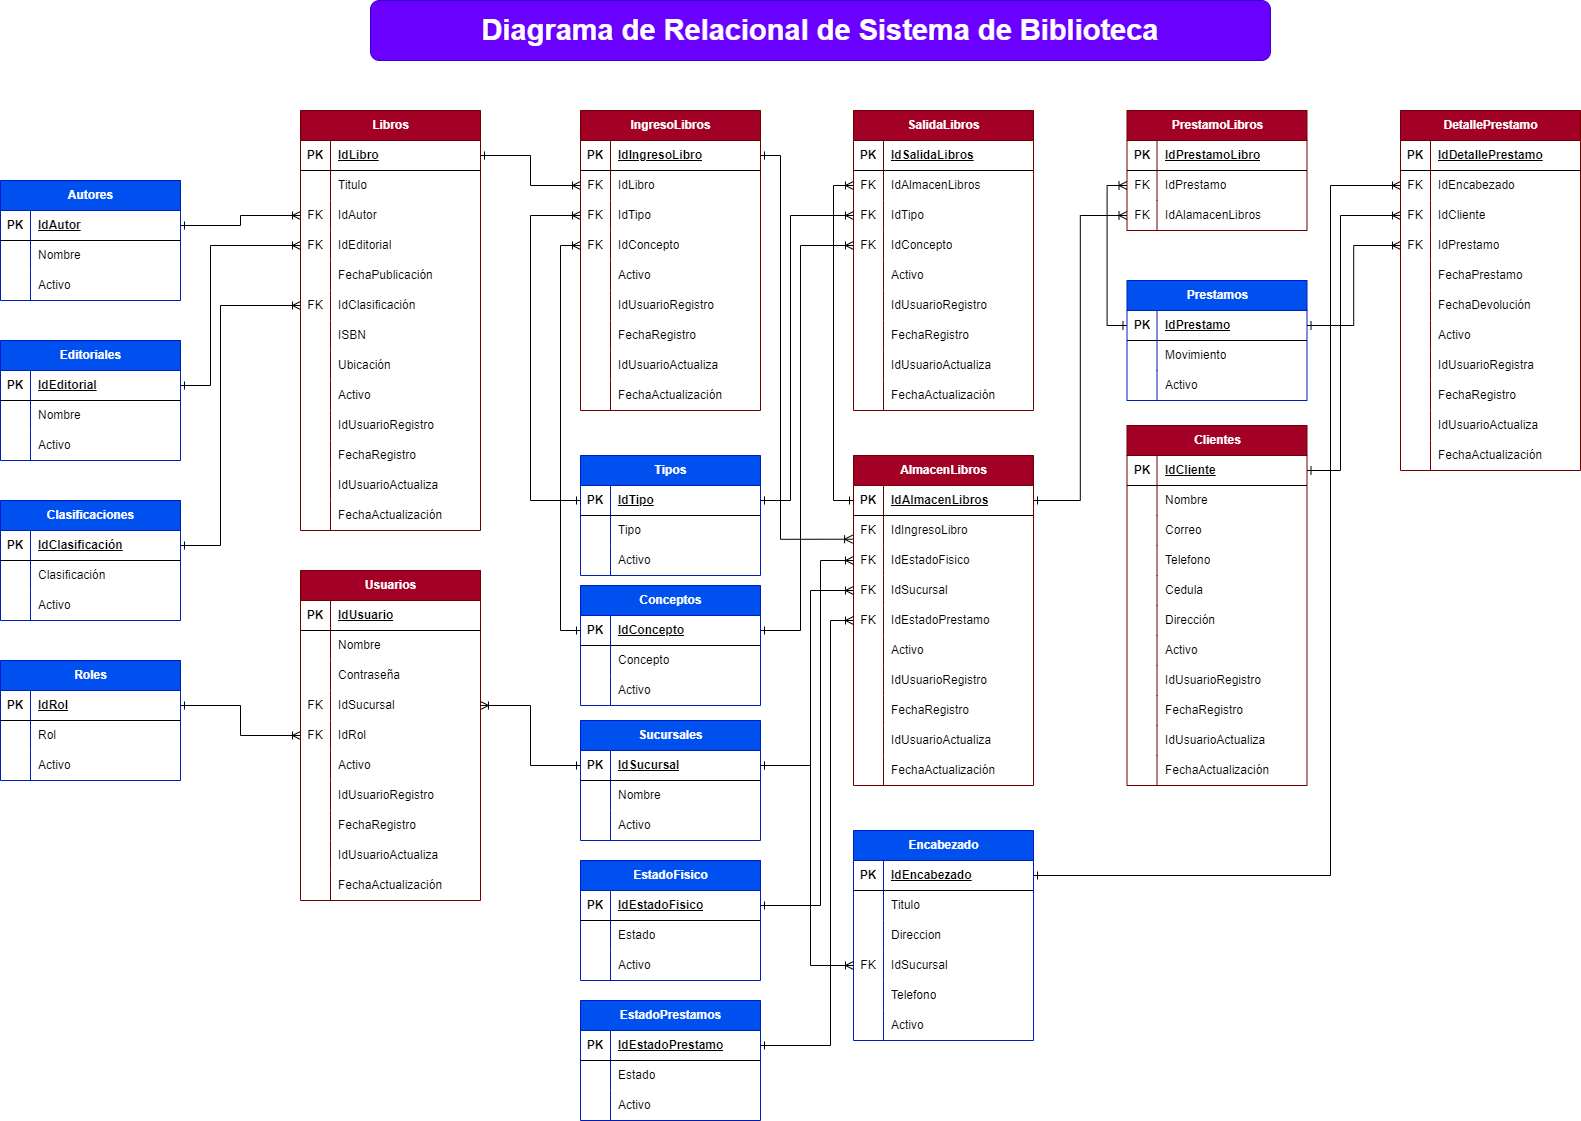 Diagrama de Relacional de Sistema de Biblioteca
Autores
PK IdAutor
Nombre
Activo
Editoriales
PK IdEditorial
Nombre
Activo
Clasificaciones
PK IdClasificación
Clasificación
Activo
Roles
PK IdRol
Rol
Activo
Libros
PK IdLibro
Titulo
FK IdAutor
FK IdEditorial
FechaPublicación
FK IdClasificación
ISBN
Ubicación
Activo
IdUsuarioRegistro
FechaRegistro
IdUsuarioActualiza
FechaActualización
Usuarios
PK IdUsuario
Nombre
Contraseña
FK IdSucursal
FK IdRol
Activo
IdUsuarioRegistro
FechaRegistro
IdUsuarioActualiza
FechaActualización
IngresoLibros
PK IdIngresoLibro
FK IdLibro
FK IdTipo
FK IdConcepto
Activo
IdUsuarioRegistro
FechaRegistro
IdUsuarioActualiza
FechaActualización
Tipos
PK IdTipo
Tipo
Activo
Conceptos
PK IdConcepto
Concepto
Activo
Sucursales
PK IdSucursal
Nombre
Activo
EstadoFisico
PK IdEstadoFisico
Estado
Activo
EstadoPrestamos
PK IdEstadoPrestamo
Estado
Activo
SalidaLibros
PK IdSalidaLibros
FK IdAlmacenLibros
FK IdTipo
FK IdConcepto
Activo
IdUsuarioRegistro
FechaRegistro
IdUsuarioActualiza
FechaActualización
AlmacenLibros
PK IdAlmacenLibros
FK IdIngresoLibro
FK IdEstadoFisico
FK IdSucursal
FK IdEstadoPrestamo
Activo
IdUsuarioRegistro
FechaRegistro
IdUsuarioActualiza
FechaActualización
Encabezado
PK IdEncabezado
Titulo
Direccion
FK IdSucursal
Telefono
Activo
PrestamoLibros
PK IdPrestamoLibro
FK IdPrestamo
FK IdAlamacenLibros
Prestamos
PK IdPrestamo
Movimiento
Activo
Clientes
PK IdCliente
Nombre
Correo
Telefono
Cedula
Dirección
Activo
IdUsuarioRegistro
FechaRegistro
IdUsuarioActualiza
FechaActualización
DetallePrestamo
PK IdDetallePrestamo
FK IdEncabezado
FK IdCliente
FK IdPrestamo
FechaPrestamo
FechaDevolución
Activo
IdUsuarioRegistra
FechaRegistro
IdUsuarioActualiza
FechaActualización